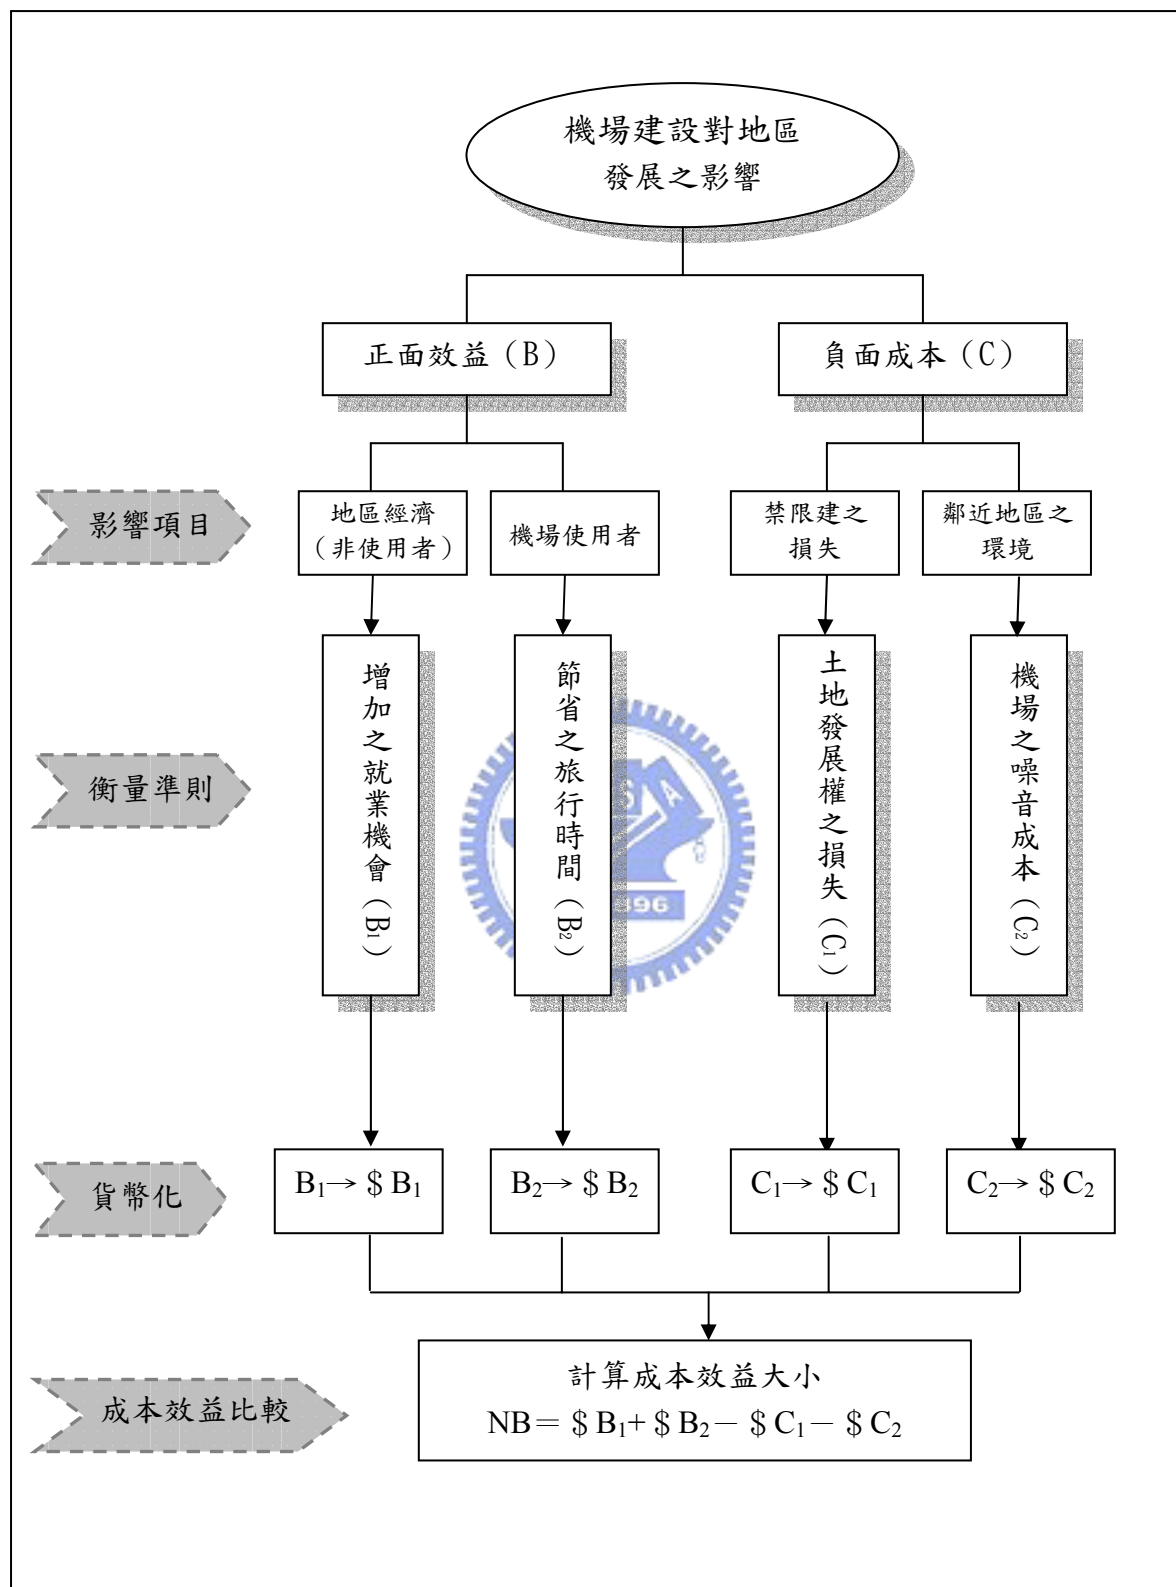 機場建設對地區
發展之影響
正面效益（B）
負面成本（C）
影響項目
地區經濟
（非使用者）
機場使用者
禁限建之
損失
鄰近地區之
環境
衡量準則
增加之就業機會（B₁）
節省之旅行時間（B₂）
土地發展權之損失（C₁）
機場之噪音成本（C₂）
貨幣化
B₁→＄B₁
B₂→＄B₂
C₁→＄C₁
C₂→＄C₂
成本效益比較
計算成本效益大小
NB＝＄B₁+＄B₂－＄C₁－＄C₂